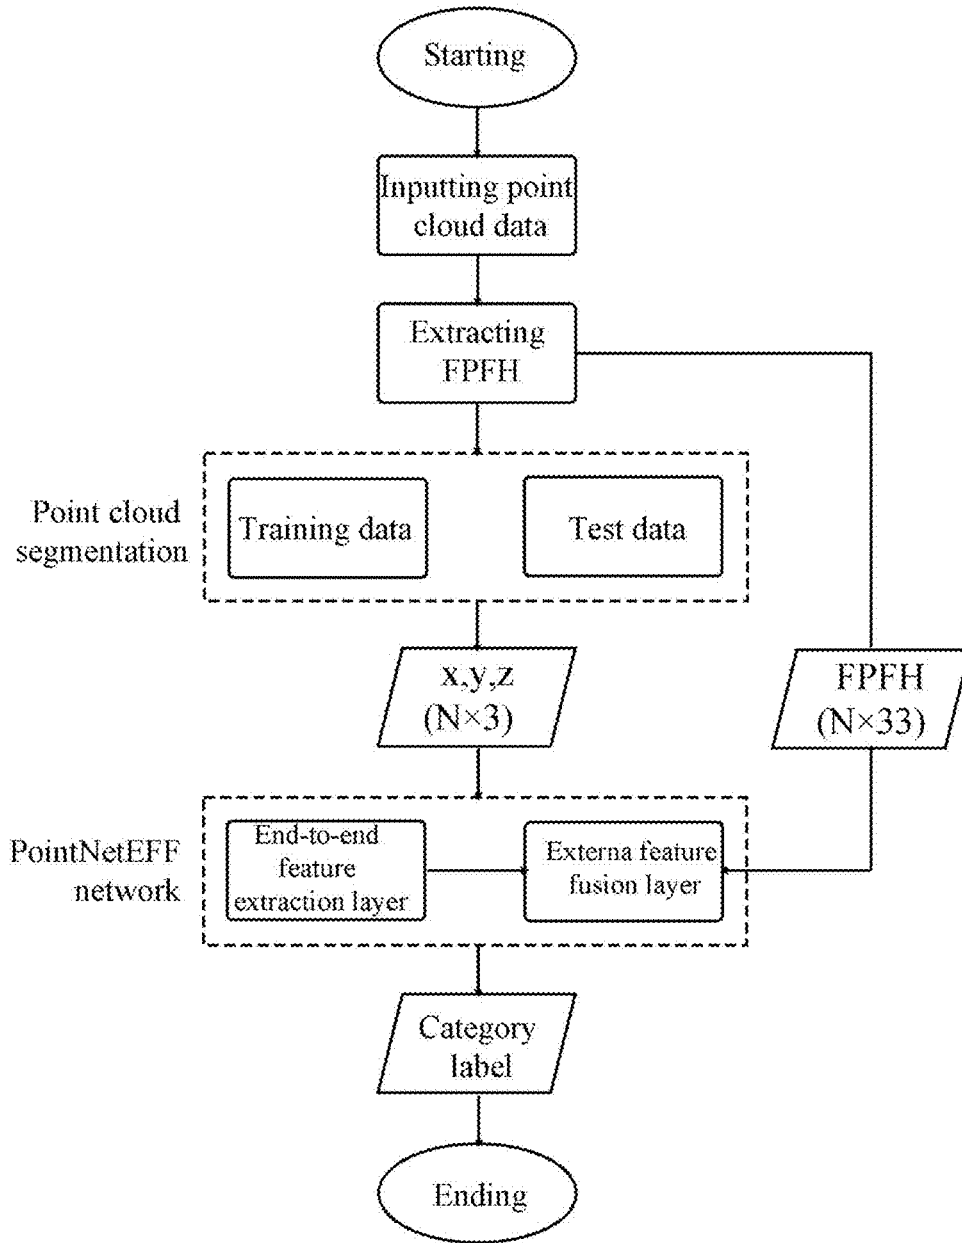 Starting
Inputting point
cloud data
Extracting
FPFH
Point cloud
segmentation
Training data
Test data
x,y,z
(N×3)
FPFH
(N×33)
PointNetEFF
network
End-to-end
feature
extraction layer
Externa feature
fusion layer
Category
label
Ending